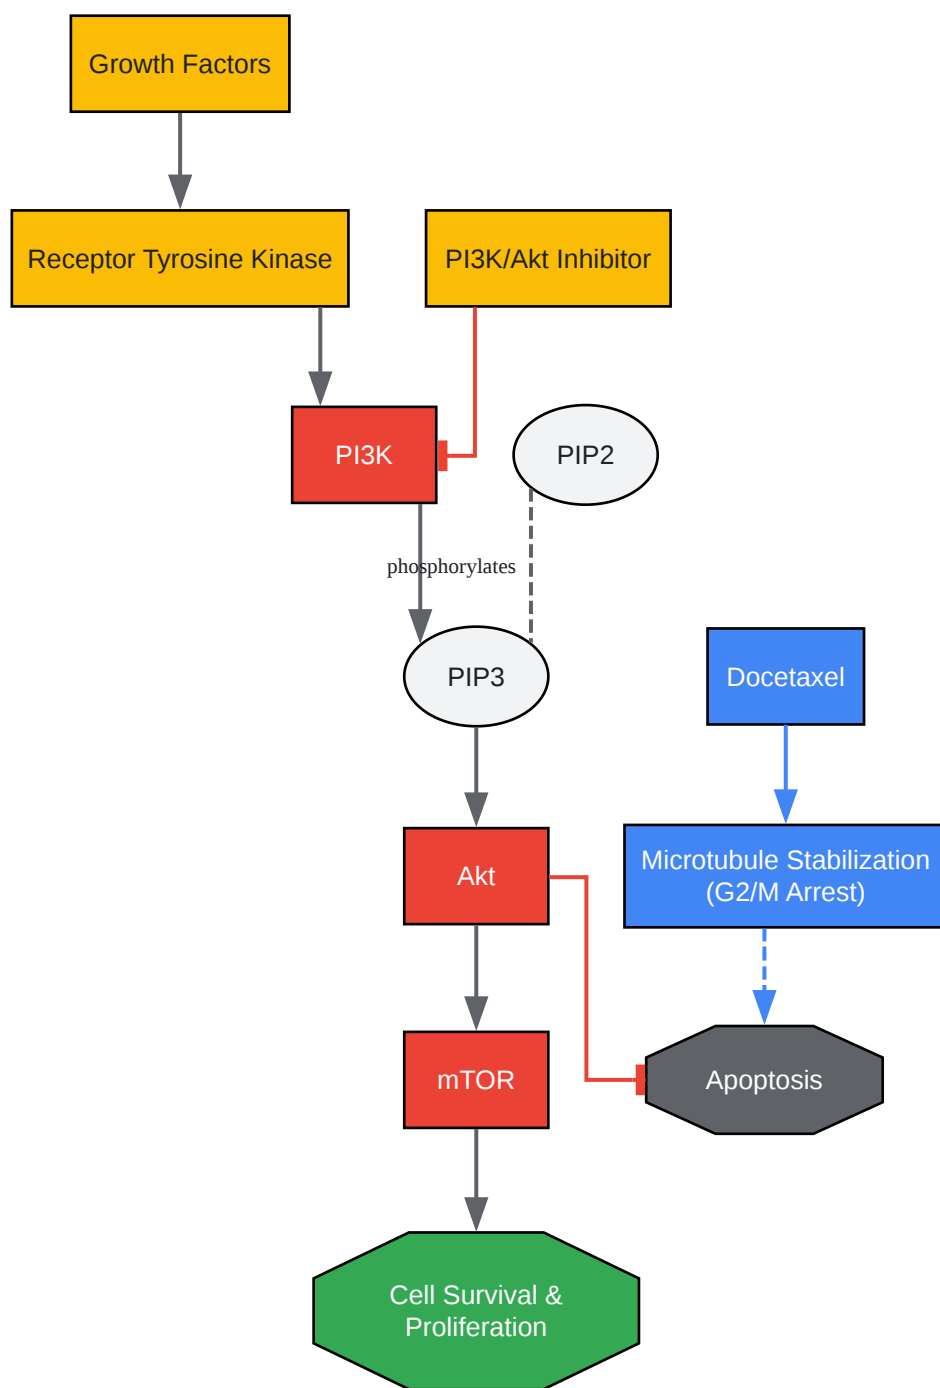 Growth Factors
Receptor Tyrosine Kinase
PI3K/Akt Inhibitor
PI3K
PIP2
phosphorylates
PIP3
Docetaxel
Akt
Microtubule Stabilization
(G2/M Arrest)
mTOR
Apoptosis
Cell Survival &
Proliferation